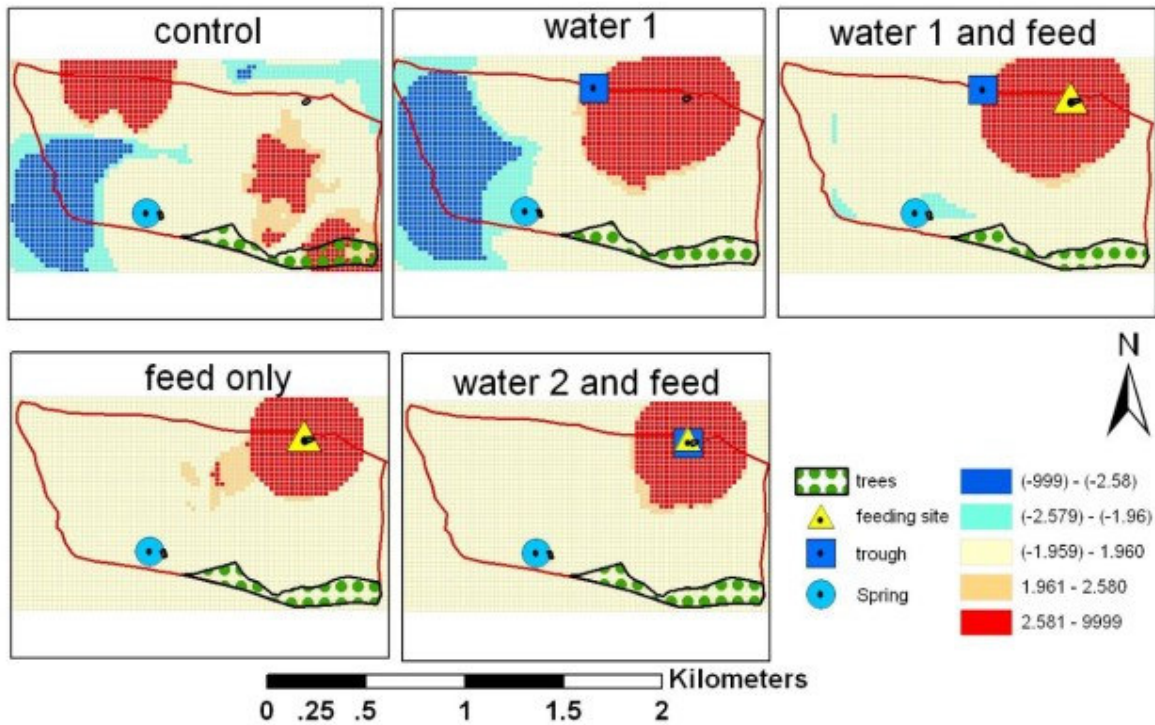 control
water 1
water 1 and feed
feed only
water 2 and feed
N
trees
feeding site
trough
Spring
(-999) - (-2.58)
(-2.579) - (-1.96)
(-1.959) - 1.960
1.961 - 2.580
2.581 - 9999
Kilometers
0 .25 .5 1 1.5 2